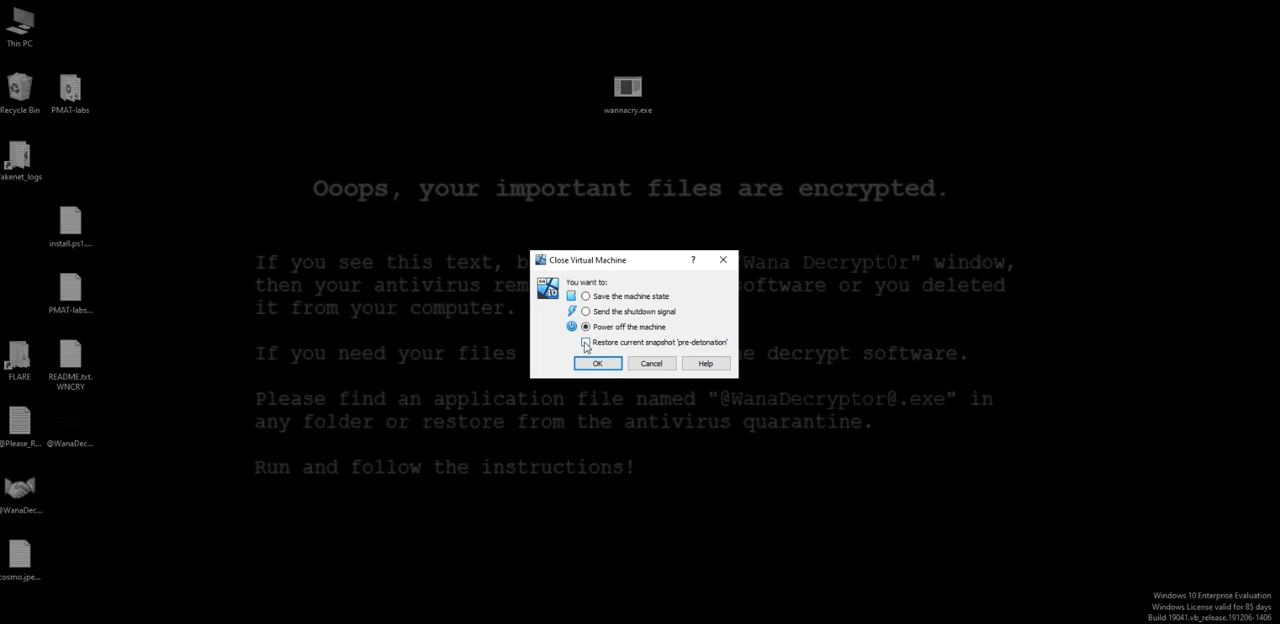 This PC
Recycle Bin
PMAT-labs
akenet_logs
install.ps1....
PMAT-labs...
FLARE
README.txt.
WNCRY
@Please_R...
@WanaDec...
@WanaDec...
cosmo.jpe...
wannacry.exe
Ooops, your important files are encrypted.
If you see this text, b "Wana Decrypt0r" window,
then your antivirus rem software or you deleted
it from your computer.
If you need your files e decrypt software.
Please find an application file named "@WanaDecryptor@.exe" in
any folder or restore from the antivirus quarantine.
Run and follow the instructions!
Close Virtual Machine
?
64
10
You want to:
Save the machine state
Send the shutdown signal
Power off the machine
Restore current snapshot 'pre-detonation'
OK
Cancel
Help
Windows 10 Enterprise Evaluation
Windows License valid for 85 days
Build 19041.vb_release.191206-1406